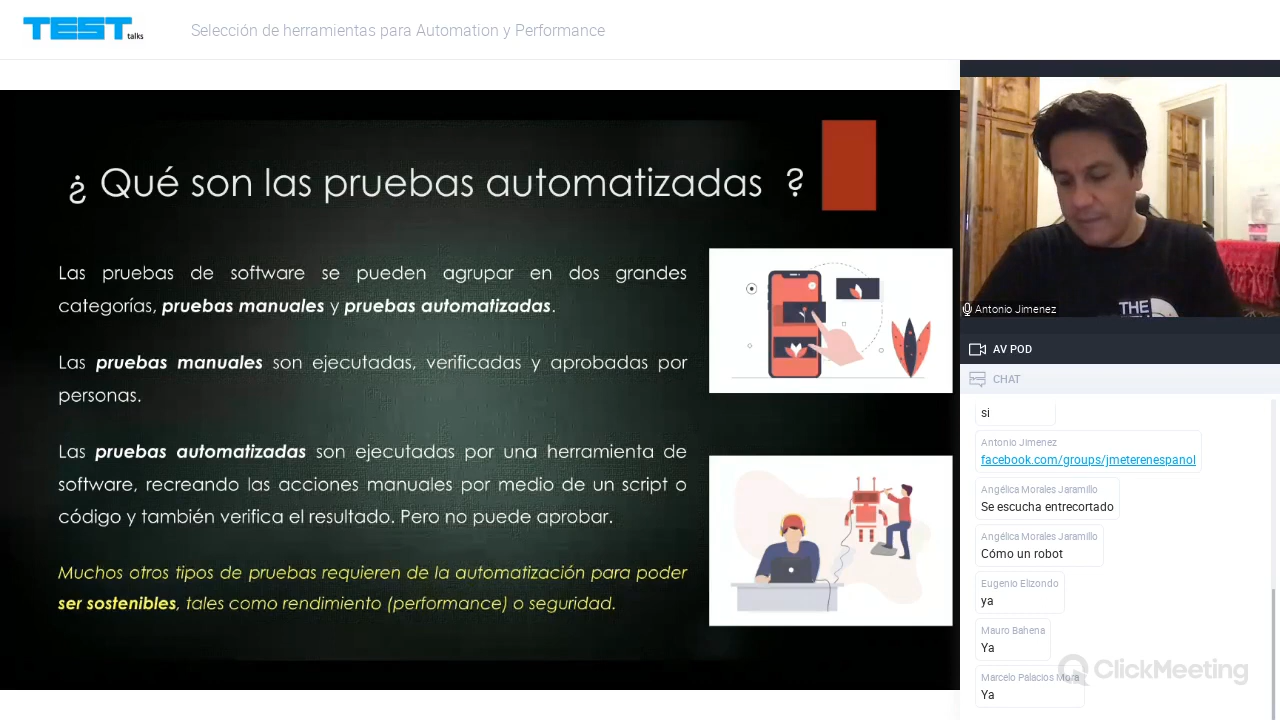 TEST
talks
Selección de herramientas para Automation y Performance
¿ Qué son las pruebas automatizadas ?
Las pruebas de software se pueden agrupar en dos grandes
categorías, pruebas manuales y pruebas automatizadas.
Las pruebas manuales son ejecutadas, verificadas y aprobadas por
personas.
Las pruebas automatizadas son ejecutadas por una herramienta de
software, recreando las acciones manuales por medio de un script o
código y también verifica el resultado. Pero no puede aprobar.
Muchos otros tipos de pruebas requieren de la automatización para poder
ser sostenibles, tales como rendimiento (performance) o seguridad.
THE
Antonio Jimenez
AV POD
CHAT
si
Antonio Jimenez
facebook.com/groups/jmeterenespanol
Angélica Morales Jaramillo
Se escucha entrecortado
Angélica Morales Jaramillo
Cómo un robot
Eugenio Elizondo
ya
Mauro Bahena
Ya
Marcelo Palacios Mora
Ya
ClickMeeting